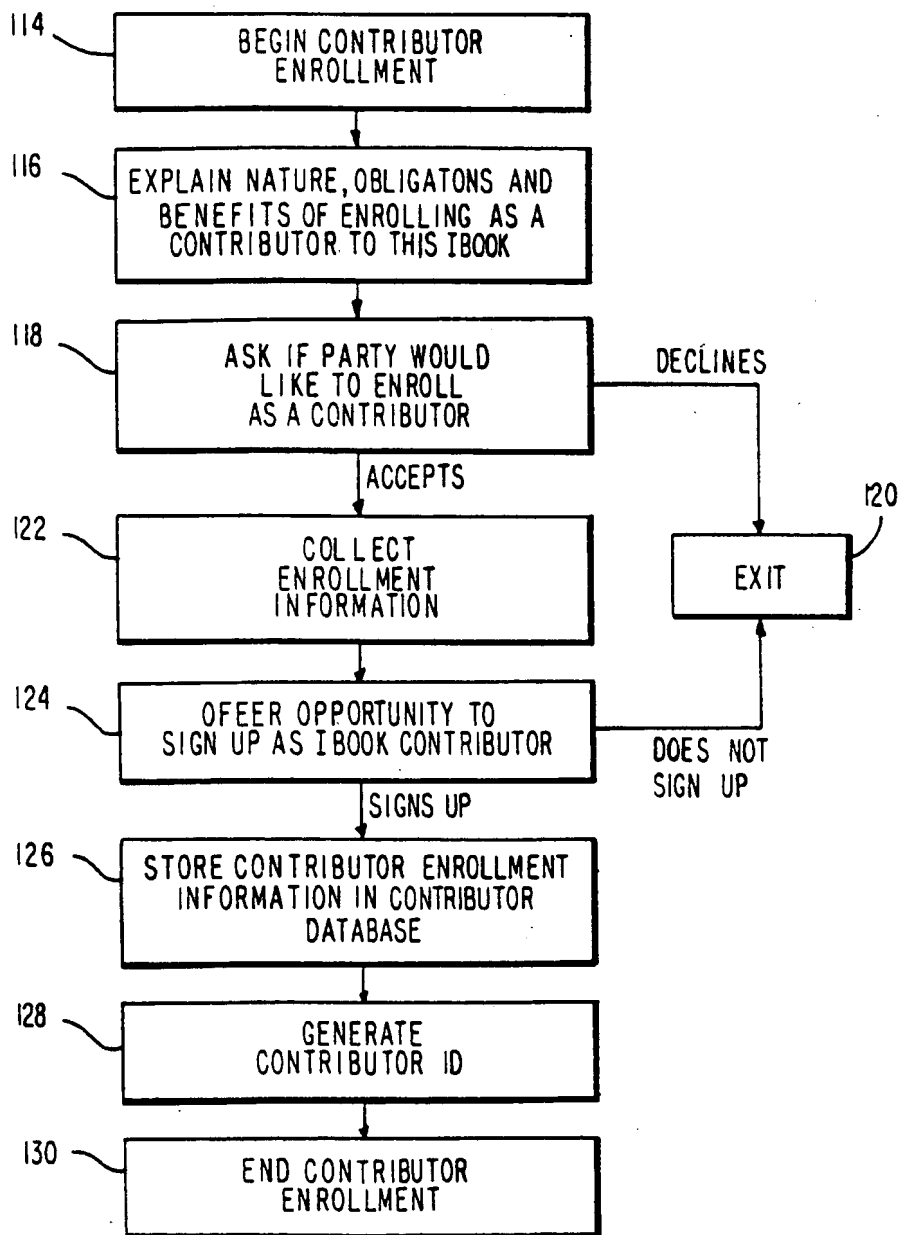 114
BEGIN CONTRIBUTOR
ENROLLMENT
116
EXPLAIN NATURE, OBLIGATONS AND
BENEFITS OF ENROLLING AS A
CONTRIBUTOR TO THIS IBOOK
118
ASK IF PARTY WOULD
LIKE TO ENROLL
AS A CONTRIBUTOR
DECLINES
ACCEPTS
120
EXIT
122
COLLECT
ENROLLMENT
INFORMATION
124
OFEER OPPORTUNITY TO
SIGN UP AS IBOOK CONTRIBUTOR
DOES NOT
SIGN UP
SIGNS UP
126
STORE CONTRIBUTOR ENROLLMENT
INFORMATION IN CONTRIBUTOR
DATABASE
128
GENERATE
CONTRIBUTOR ID
130
END CONTRIBUTOR
ENROLLMENT